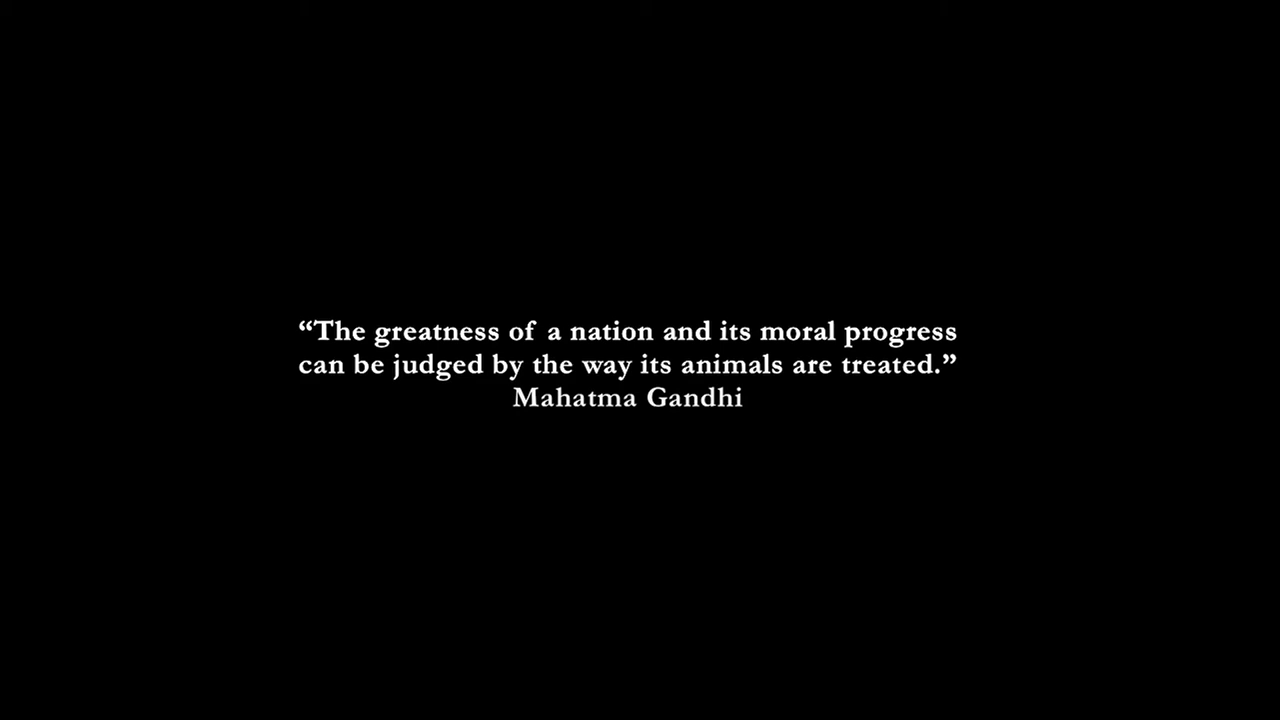 “The greatness of a nation and its moral progress
can be judged by the way its animals are treated.”
Mahatma Gandhi